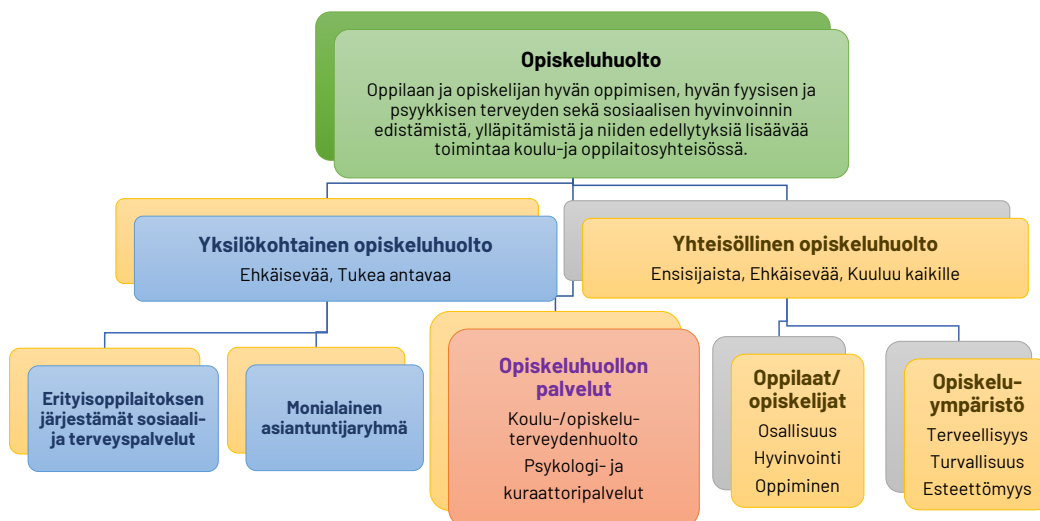 Opiskeluhuolto
Oppilaan ja opiskelijan hyvän oppimisen, hyvän fyysisen ja
psyykkisen terveyden sekä sosiaalisen hyvinvoinnin
edistämistä, ylläpitämistä ja niiden edellytyksiä lisäävää
toimintaa koulu-ja oppilaitosyhteisössä.
Yksilökohtainen opiskeluhuolto
Ehkäisevää, Tukea antavaa
Yhteisöllinen opiskeluhuolto
Ensisijaista, Ehkäisevää, Kuuluu kaikille
Erityisoppilaitoksen
järjestämät sosiaali-
ja terveyspalvelut
Monialainen
asiantuntijaryhmä
Opiskeluhuollon
palvelut
Koulu-/opiskelu-
terveydenhuolto
Psykologi- ja
kuraattoripalvelut
Oppilaat/
opiskelijat
Osallisuus
Hyvinvointi
Oppiminen
Opiskelu-
ympäristö
Terveellisyys
Turvallisuus
Esteettömyys